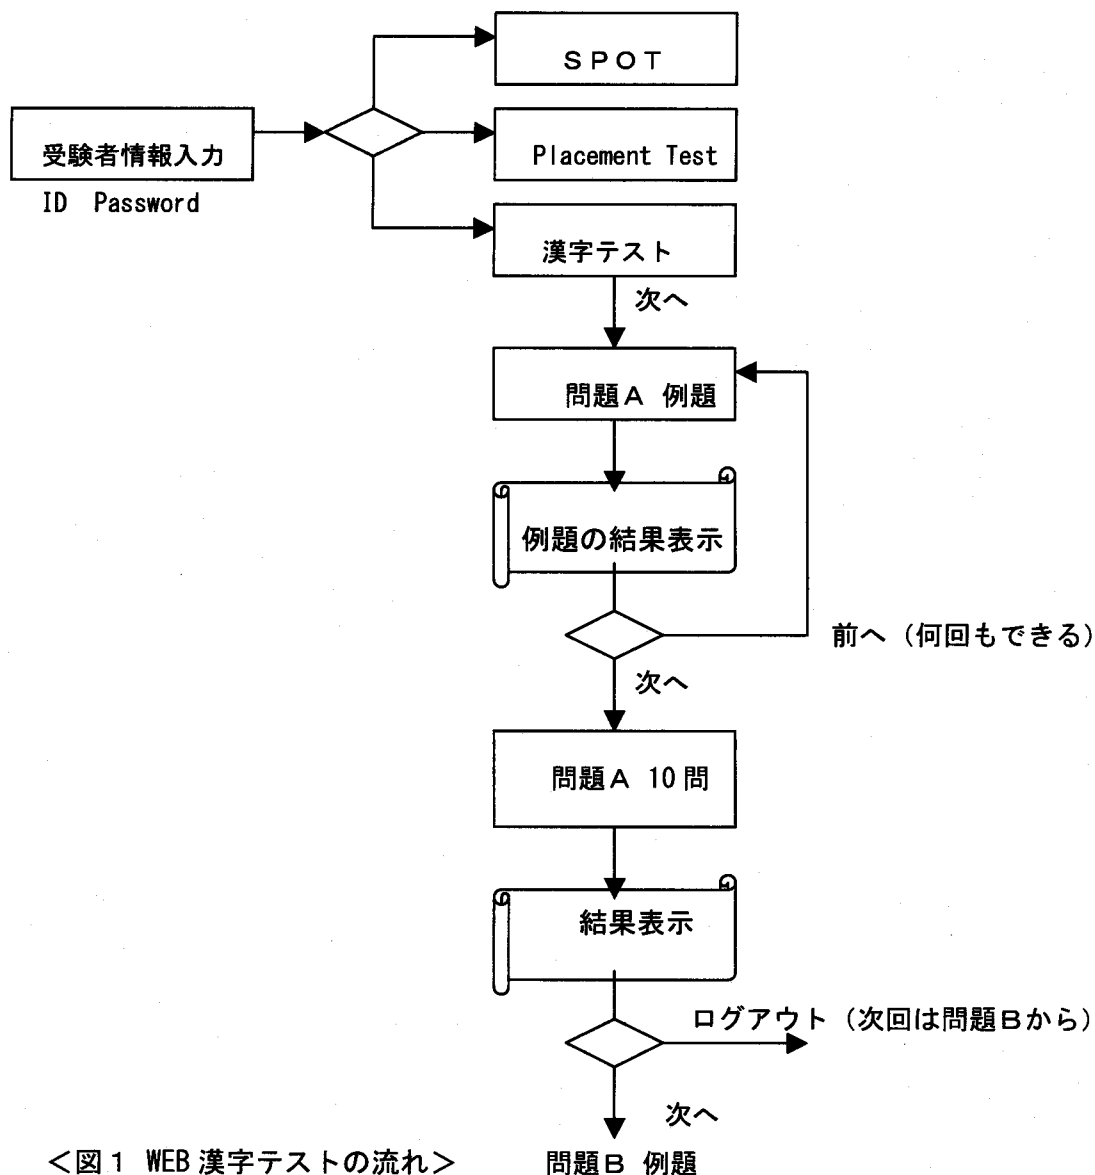 ＳＰＯＴ
受験者情報入力
ID Password
Placement Test
漢字テスト
次へ
問題Ａ 例題
例題の結果表示
前へ（何回もできる）
次へ
問題Ａ 10問
結果表示
ログアウト（次回は問題Ｂから）
次へ
＜図１ WEB漢字テストの流れ＞
問題Ｂ 例題